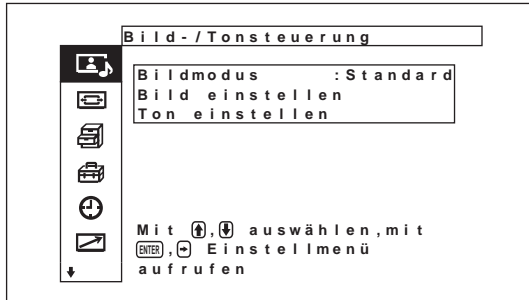 Bild-/Tonsteuerung
Bildmodus :Standard
Bild einstellen
Ton einstellen
Mit ↑,↓ auswählen,mit
ENTER,→ Einstellmenü
aufrufen